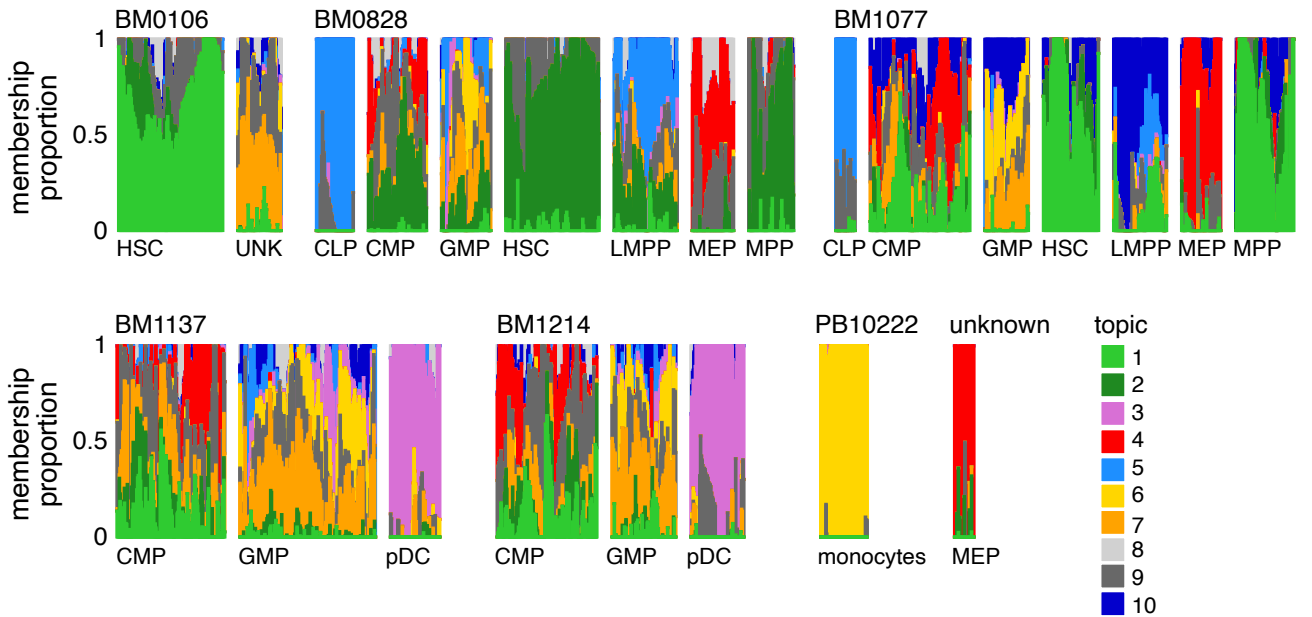 BM0106 BM0828 BM1077
membership proportion
1
0.5
0
HSC UNK CLP CMP GMP HSC LMPP MEP MPP CLP CMP GMP HSC LMPP MEP MPP
BM1137 BM1214 PB10222 unknown topic
membership proportion
1
0.5
0
CMP GMP pDC CMP GMP pDC monocytes MEP
1
2
3
4
5
6
7
8
9
10